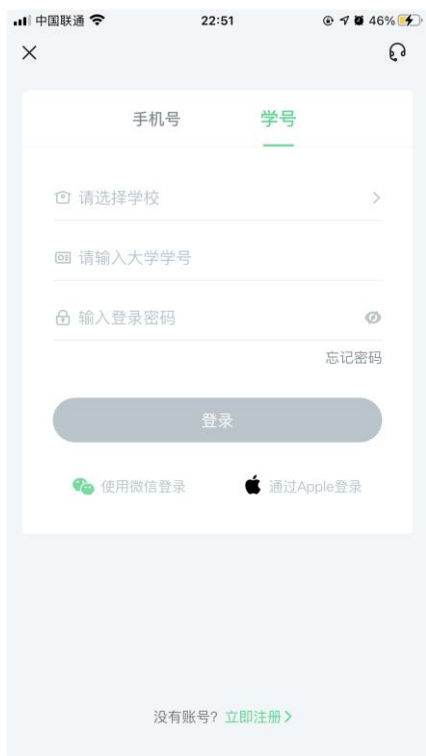 中国联通 22:51 46%
手机号 学号
请选择学校
请输入大学学号
输入登录密码
忘记密码
登录
使用微信登录 通过Apple登录
没有账号? 立即注册